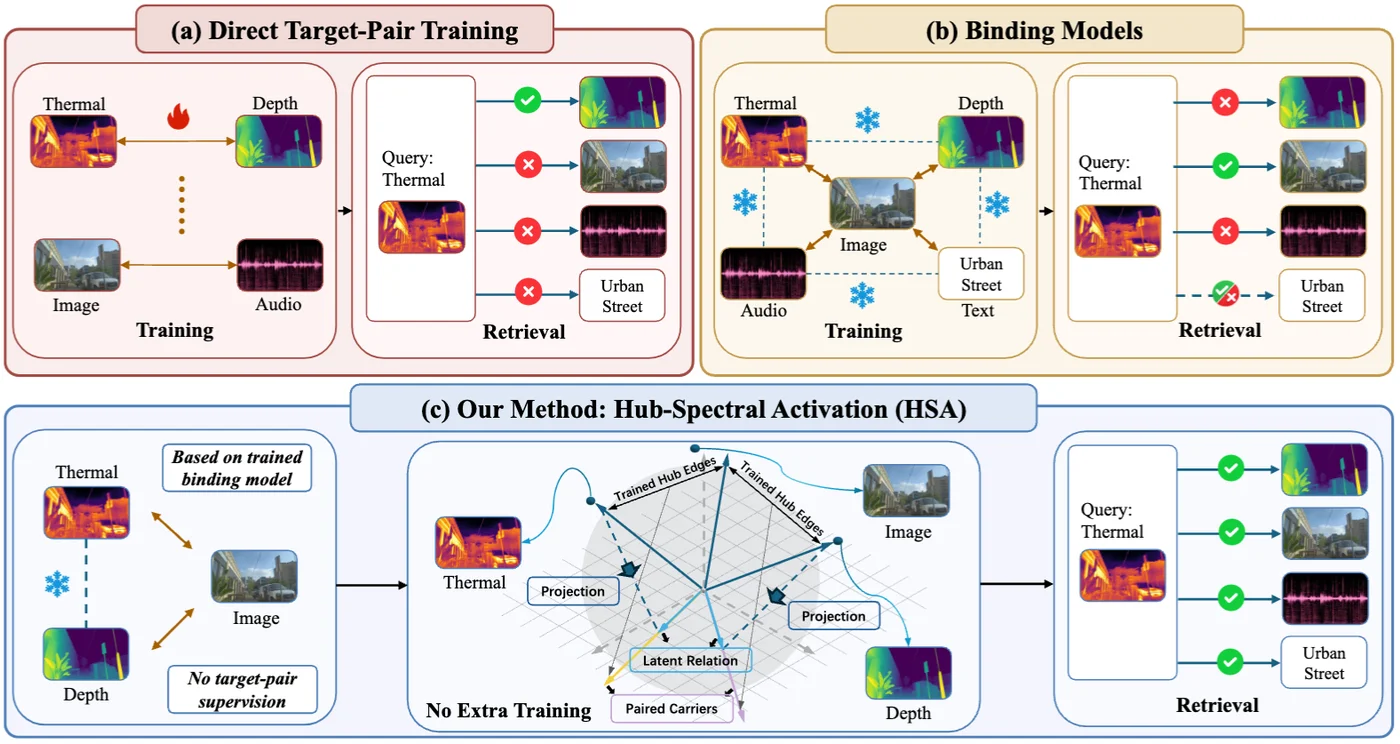 (a) Direct Target-Pair Training
Thermal
Depth
Image
Audio
Training
Query:
Thermal
Urban
Street
Retrieval
(b) Binding Models
Thermal
Depth
Image
Audio
Urban
Street
Text
Training
Query:
Thermal
Urban
Street
Retrieval
(c) Our Method: Hub-Spectral Activation (HSA)
Thermal
Based on trained
binding model
Image
Depth
No target-pair
supervision
Trained Hub Edges
Trained Hub Edges
Thermal
Image
Projection
Projection
Latent Relation
Paired Carriers
No Extra Training
Depth
Query:
Thermal
Urban
Street
Retrieval